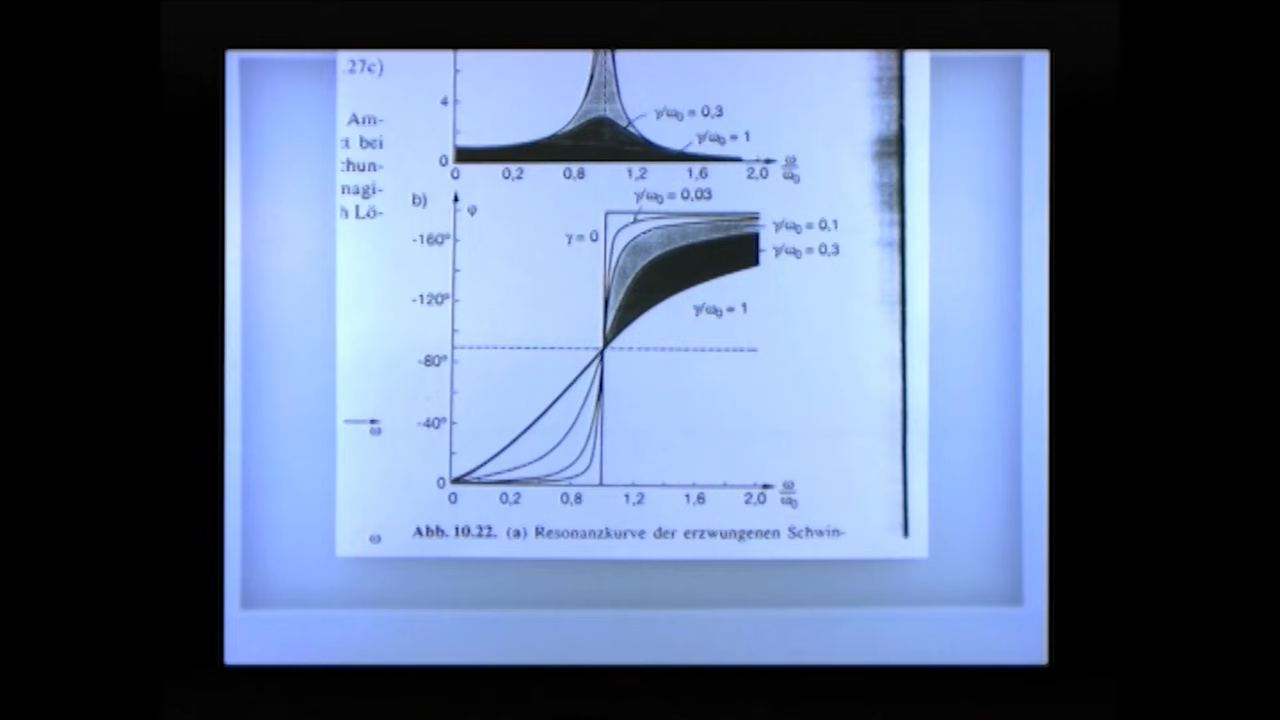 .27c)
Am-
t bei
chun-
nagi-
h Lö-
4
γ/ω₀ = 0,3
γ/ω₀ = 1
0
0 0,2 0,8 1,2 1,6 2,0 ω/ω₀
b) φ
γ/ω₀ = 0,03
γ = 0
γ/ω₀ = 0,1
-160°
γ/ω₀ = 0,3
-120°
γ/ω₀ = 1
-80°
-40°
ω
0
0 0,2 0,8 1,2 1,6 2,0 ω/ω₀
ω
Abb. 10.22. (a) Resonanzkurve der erzwungenen Schwin-